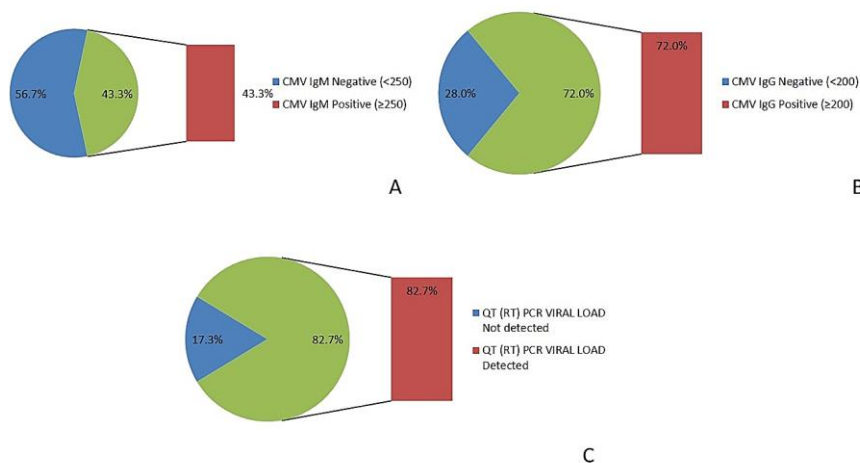 56.7%
43.3%
43.3%
CMV IgM Negative (<250)
CMV IgM Positive (≥250)
A
28.0%
72.0%
72.0%
CMV IgG Negative (<200)
CMV IgG Positive (≥200)
B
17.3%
82.7%
82.7%
QT (RT) PCR VIRAL LOAD
Not detected
QT (RT) PCR VIRAL LOAD
Detected
C